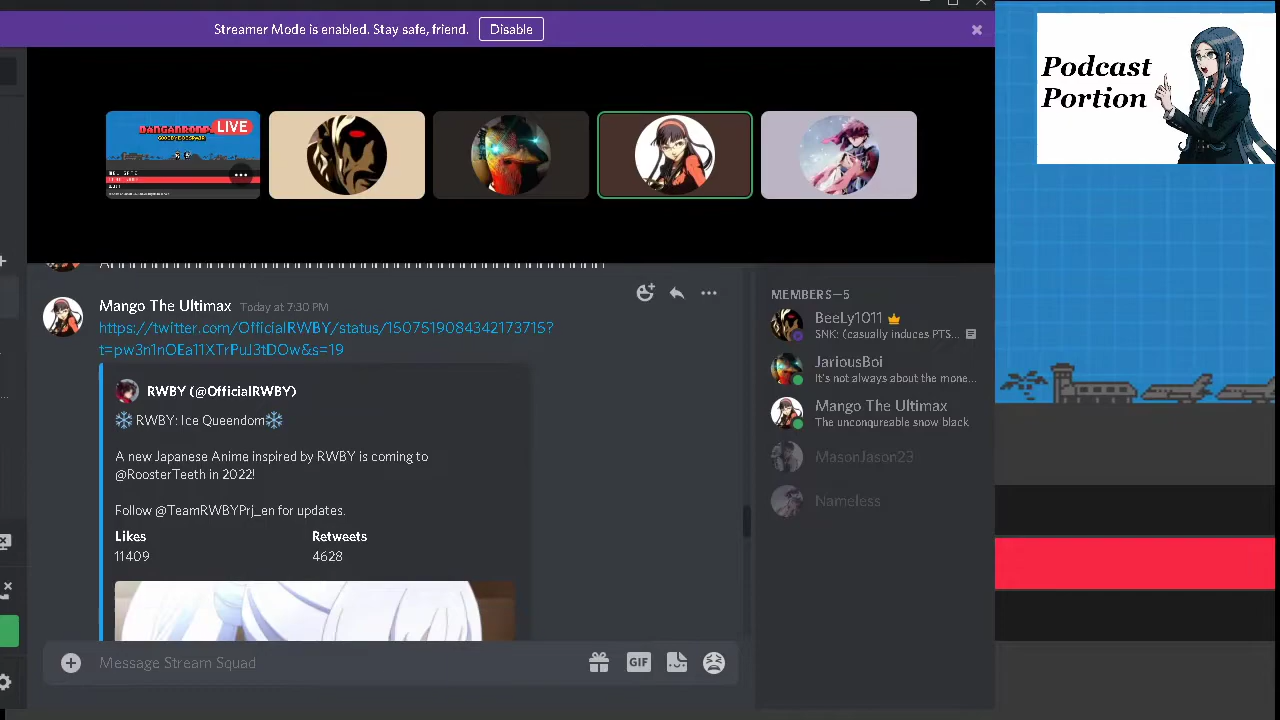 Streamer Mode is enabled. Stay safe, friend.
Disable
Podcast
Portion
LIVE
Mango The Ultimax
Today at 7:30 PM
https://twitter.com/OfficialRWBY/status/1507519084342173715?
t=pw3n1nOEa11XTrPuJ3tDOw&s=19
RWBY (@OfficialRWBY)
❄RWBY: Ice Queendom❄
A new Japanese Anime inspired by RWBY is coming to
@RoosterTeeth in 2022!
Follow @TeamRWBYPrj_en for updates.
Likes
Retweets
11409
4628
Message Stream Squad
GIF
MEMBERS—5
BeeLy1011
SNK: (casually induces PTS...
JariousBoi
It's not always about the mone...
Mango The Ultimax
The unconqureable snow black
MasonJason23
Nameless